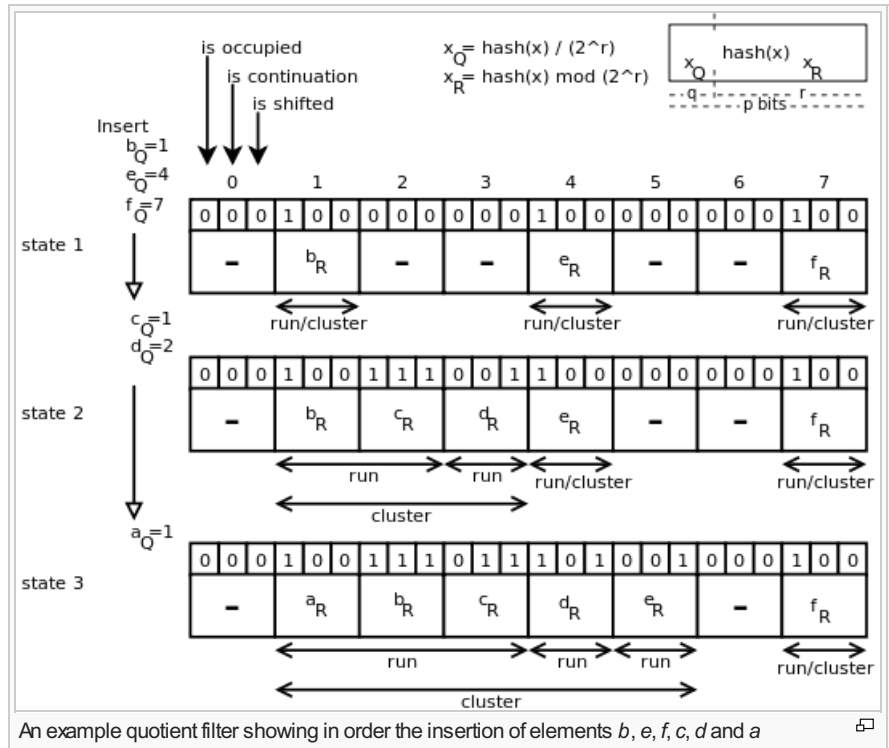 is occupied
is continuation
is shifted
x_Q = hash(x) / (2^r)
x_R = hash(x) mod (2^r)
x_Q hash(x) x_R
q r
p bits
Insert
b_Q=1
e_Q=4
f_Q=7
0 1 2 3 4 5 6 7
0 0 0 1 0 0 0 0 0 0 0 0 1 0 0 0 0 0 0 0 0 1 0 0
state 1
- b_R - - e_R - - f_R
run/cluster run/cluster run/cluster
c_Q=1
d_Q=2
0 0 0 1 0 0 1 1 1 0 0 1 1 0 0 0 0 0 0 0 0 1 0 0
state 2
- b_R c_R d_R e_R - - f_R
run run run/cluster run/cluster
cluster
a_Q=1
0 0 0 1 0 0 1 1 1 0 1 1 1 0 1 0 0 1 0 0 0 1 0 0
state 3
- a_R b_R c_R d_R e_R - f_R
run run run run/cluster
cluster
An example quotient filter showing in order the insertion of elements b, e, f, c, d and a